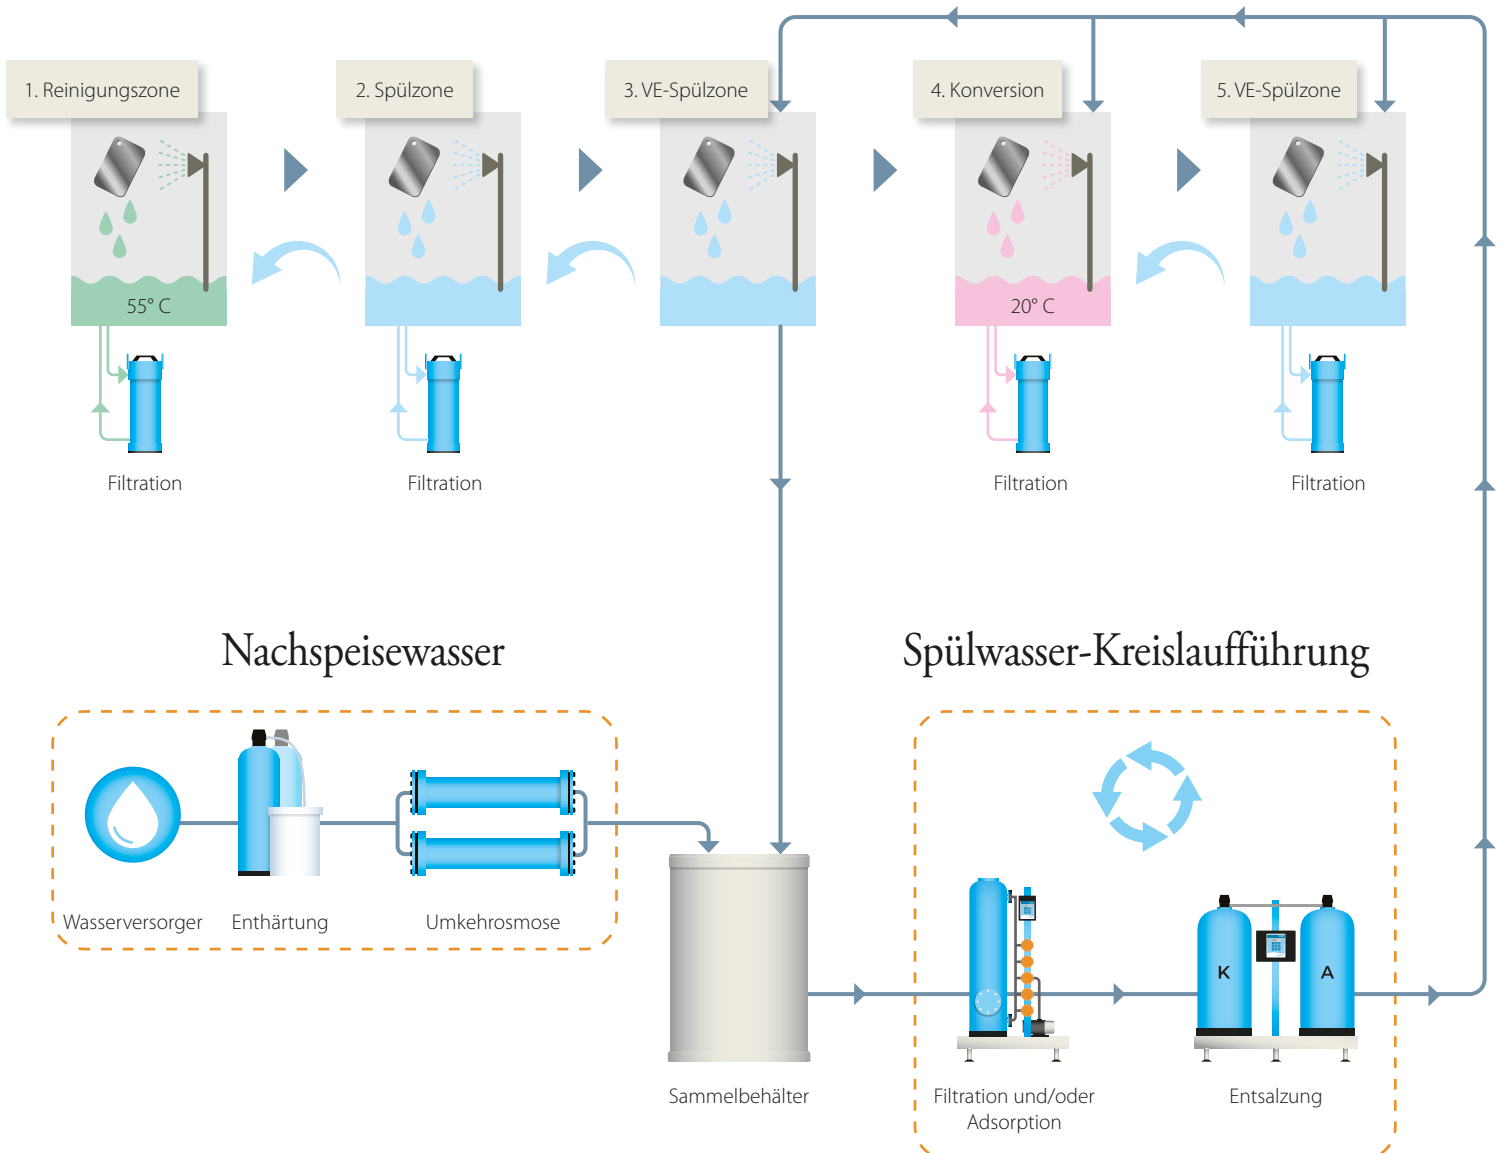 1. Reinigungszone
2. Spülzone
3. VE-Spülzone
4. Konversion
5. VE-Spülzone
55° C
20° C
Filtration
Filtration
Filtration
Filtration
Nachspeisewasser
Spülwasser-Kreislaufführung
Wasserversorger
Enthärtung
Umkehrosmose
K
A
Sammelbehälter
Filtration und/oder
Adsorption
Entsalzung